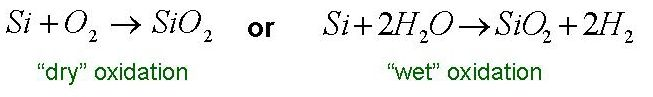 Si + O₂ → SiO₂ or Si + 2H₂O → SiO₂ + 2H₂
“dry” oxidation “wet” oxidation